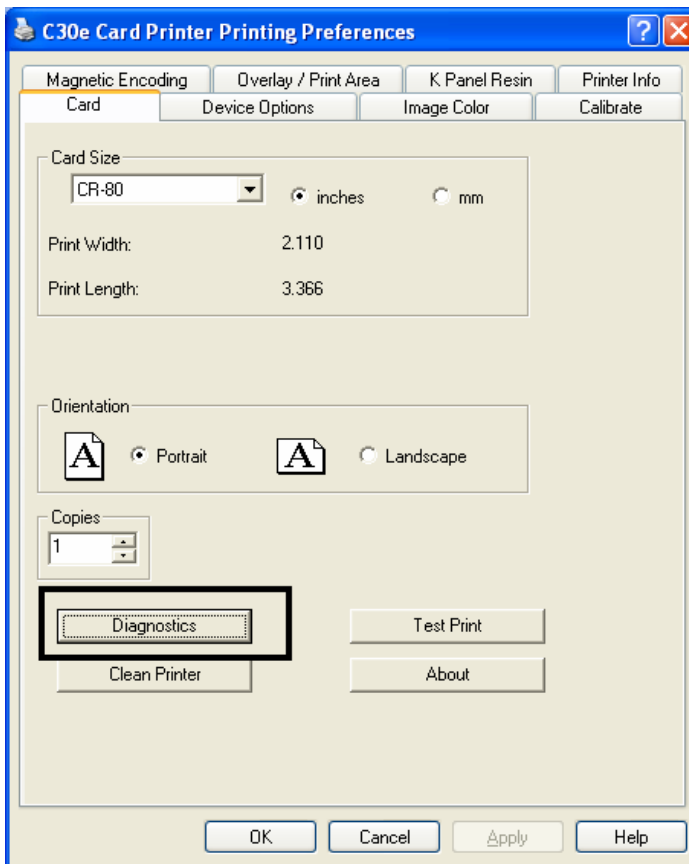 C30e Card Printer Printing Preferences
Magnetic Encoding Overlay / Print Area K Panel Resin Printer Info
Card Device Options Image Color Calibrate
Card Size
CR-80 inches mm
Print Width: 2.110
Print Length: 3.366
Orientation
A Portrait A Landscape
Copies
1
Diagnostics Test Print
Clean Printer About
OK Cancel Apply Help